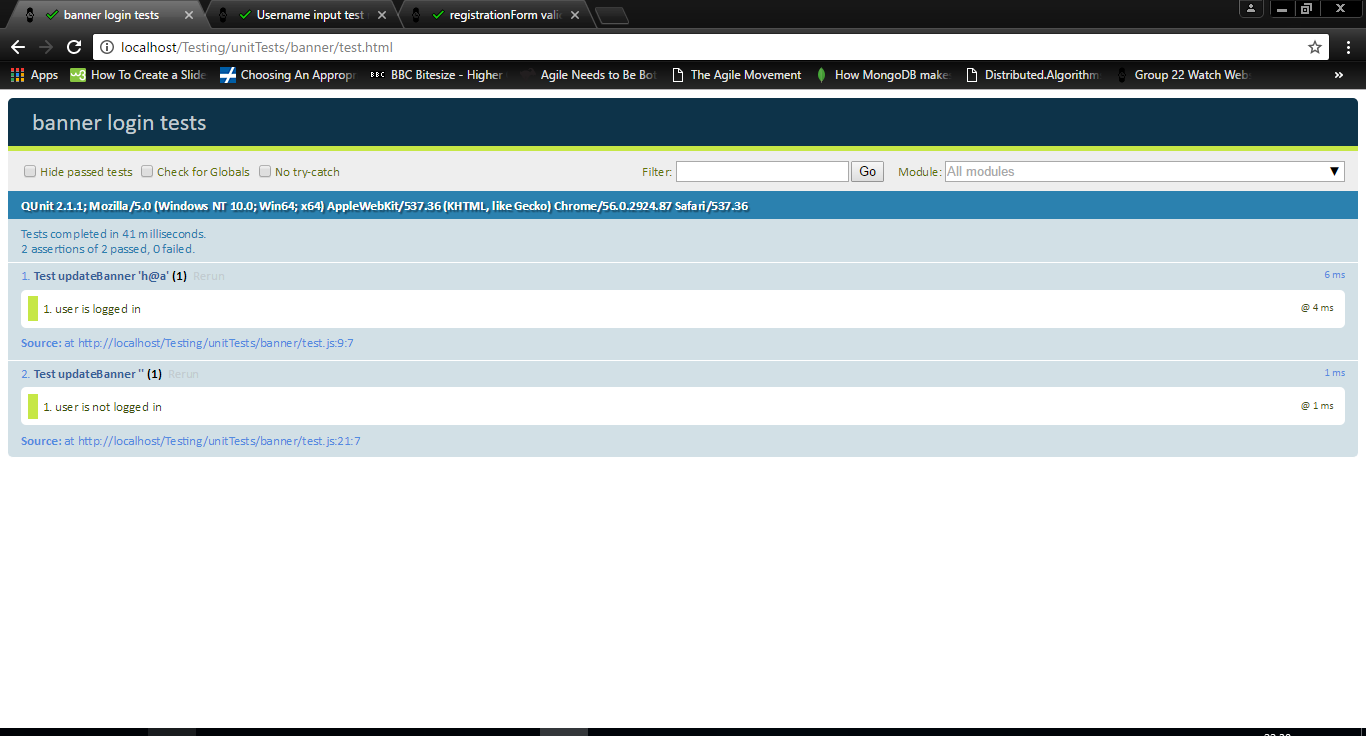 banner login tests
Username input test
registrationForm vali
localhost/Testing/unitTests/banner/test.html
Apps
How To Create a Slide
Choosing An Appropr
BBC
BBC Bitesize - Higher
Agile Needs to Be Bot
The Agile Movement
How MongoDB make
Distributed.Algorithm
Group 22 Watch Webs
»
banner login tests
Hide passed tests Check for Globals No try-catch Filter: Go Module: All modules
QUnit 2.1.1; Mozilla/5.0 (Windows NT 10.0; Win64; x64) AppleWebKit/537.36 (KHTML, like Gecko) Chrome/56.0.2924.87 Safari/537.36
Tests completed in 41 milliseconds.
2 assertions of 2 passed, 0 failed.
1. Test updateBanner 'h@a' (1) Rerun 6 ms
1. user is logged in @ 4 ms
Source: at http://localhost/Testing/unitTests/banner/test.js:9:7
2. Test updateBanner '' (1) Rerun 1 ms
1. user is not logged in @ 1 ms
Source: at http://localhost/Testing/unitTests/banner/test.js:21:7